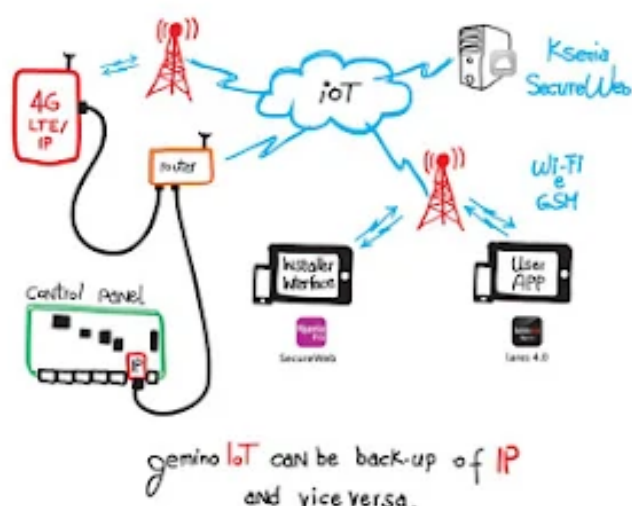 4G
LTE/
IP
ioT
Ksenia
SecureWeb
router
Wi-Fi
e
GSM
Installer
Interface
User
APP
Control panel
IP
SecureWeb
lares 4.0
gemino IoT can be back-up of IP
and vice versa.